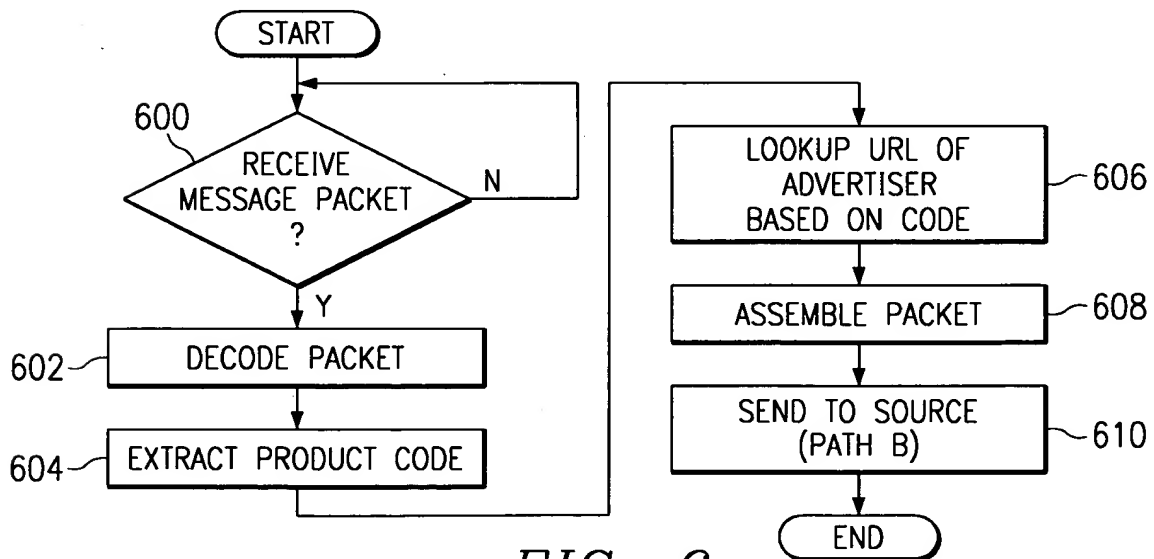 START
600
RECEIVE
MESSAGE PACKET
?
N
Y
602
DECODE PACKET
604
EXTRACT PRODUCT CODE
LOOKUP URL OF
ADVERTISER
BASED ON CODE
606
ASSEMBLE PACKET
608
SEND TO SOURCE
(PATH B)
610
END